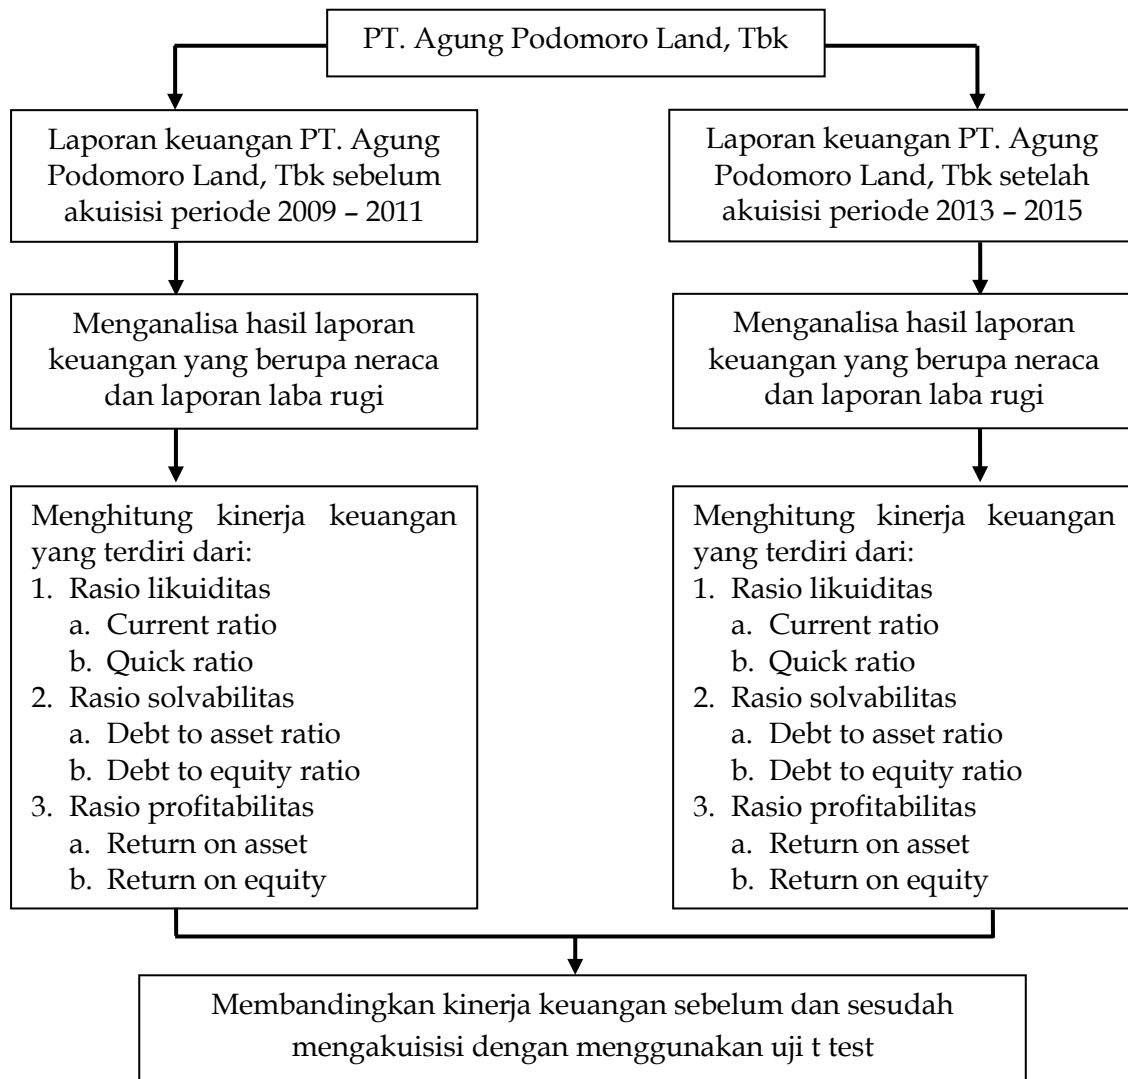 PT. Agung Podomoro Land, Tbk
Laporan keuangan PT. Agung
Podomoro Land, Tbk sebelum
akuisisi periode 2009 – 2011
Laporan keuangan PT. Agung
Podomoro Land, Tbk setelah
akuisisi periode 2013 – 2015
Menganalisa hasil laporan
keuangan yang berupa neraca
dan laporan laba rugi
Menganalisa hasil laporan
keuangan yang berupa neraca
dan laporan laba rugi
Menghitung kinerja keuangan
yang terdiri dari:
1. Rasio likuiditas
a. Current ratio
b. Quick ratio
2. Rasio solvabilitas
a. Debt to asset ratio
b. Debt to equity ratio
3. Rasio profitabilitas
a. Return on asset
b. Return on equity
Menghitung kinerja keuangan
yang terdiri dari:
1. Rasio likuiditas
a. Current ratio
b. Quick ratio
2. Rasio solvabilitas
a. Debt to asset ratio
b. Debt to equity ratio
3. Rasio profitabilitas
a. Return on asset
b. Return on equity
Membandingkan kinerja keuangan sebelum dan sesudah
mengakuisisi dengan menggunakan uji t test